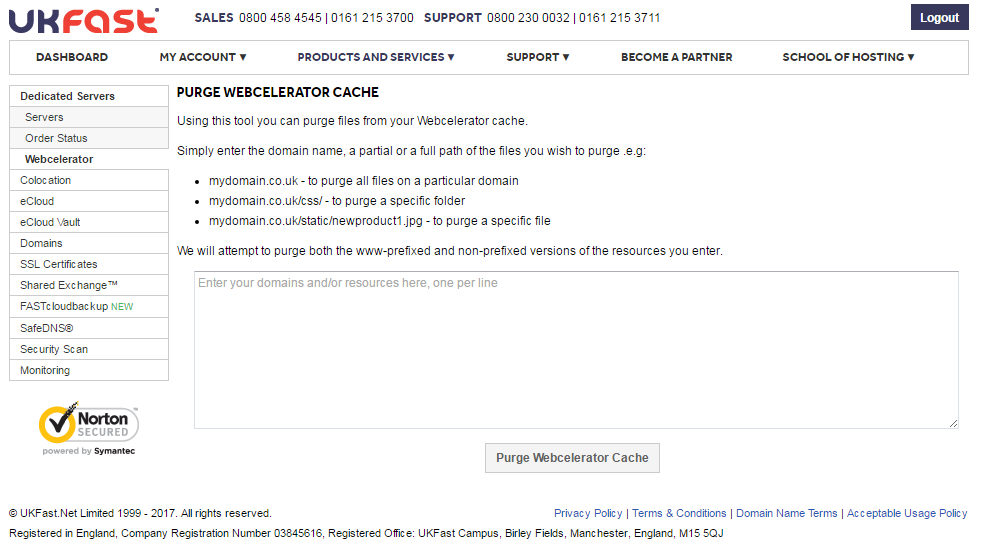 UKFAST
SALES 0800 458 4545 | 0161 215 3700 SUPPORT 0800 230 0032 | 0161 215 3711
Logout
DASHBOARD
MY ACCOUNT ▼
PRODUCTS AND SERVICES ▼
SUPPORT ▼
BECOME A PARTNER
SCHOOL OF HOSTING ▼
Dedicated Servers
Servers
Order Status
Webcelerator
Colocation
eCloud
eCloud Vault
Domains
SSL Certificates
Shared Exchange™
FASTcloudbackup NEW
SafeDNS®
Security Scan
Monitoring
Norton™
SECURED
powered by Symantec
PURGE WEBCELERATOR CACHE
Using this tool you can purge files from your Webcelerator cache.
Simply enter the domain name, a partial or a full path of the files you wish to purge .e.g:
• mydomain.co.uk - to purge all files on a particular domain
• mydomain.co.uk/css/ - to purge a specific folder
• mydomain.co.uk/static/newproduct1.jpg - to purge a specific file
We will attempt to purge both the www-prefixed and non-prefixed versions of the resources you enter.
Enter your domains and/or resources here, one per line
Purge Webcelerator Cache
© UKFast.Net Limited 1999 - 2017. All rights reserved.
Privacy Policy | Terms & Conditions | Domain Name Terms | Acceptable Usage Policy
Registered in England, Company Registration Number 03845616, Registered Office: UKFast Campus, Birley Fields, Manchester, England, M15 5QJ